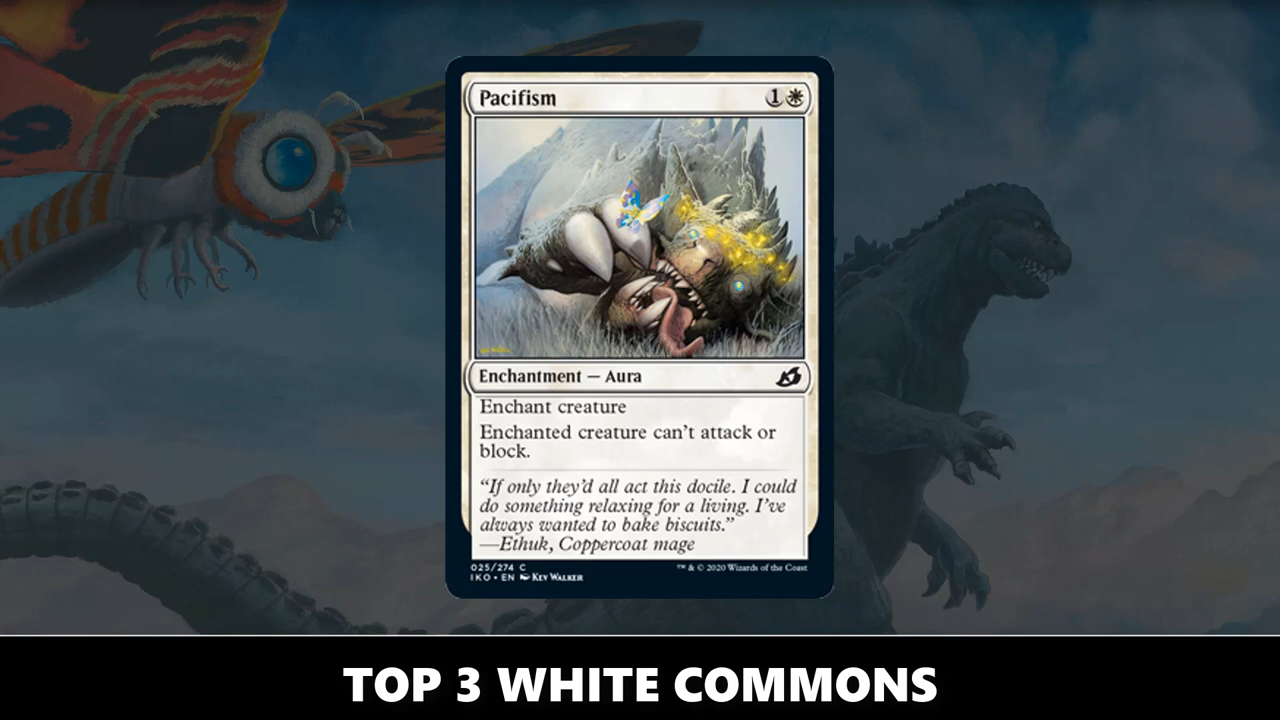 Pacifism 1
Enchantment — Aura
Enchant creature
Enchanted creature can't attack or
block.
“If only they'd all act this docile. I could
do something relaxing for a living. I've
always wanted to bake biscuits.”
—Ethuk, Coppercoat mage
025/274 C
IKO • EN Kev Walker
™ & © 2020 Wizards of the Coast
TOP 3 WHITE COMMONS